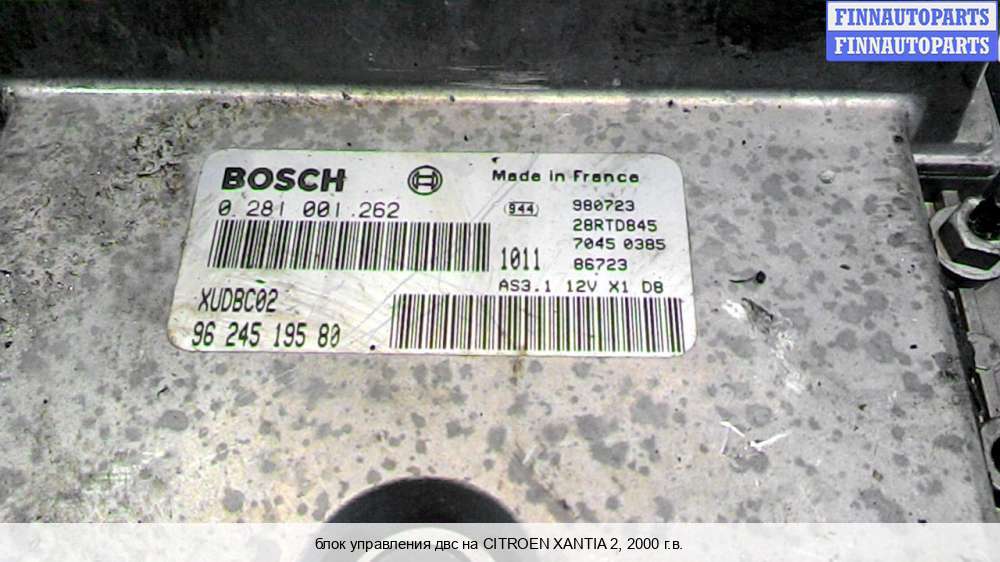 FINNAUTOPARTS
FINNAUTOPARTS
BOSCH
Made in France
0 281 001 262
944
980723
28RTD845
7045 0385
1011
86723
AS3.1 12V X1 D8
XUDBC02
96 245 195 80
блок управления двс на CITROEN XANTIA 2, 2000 г.в.